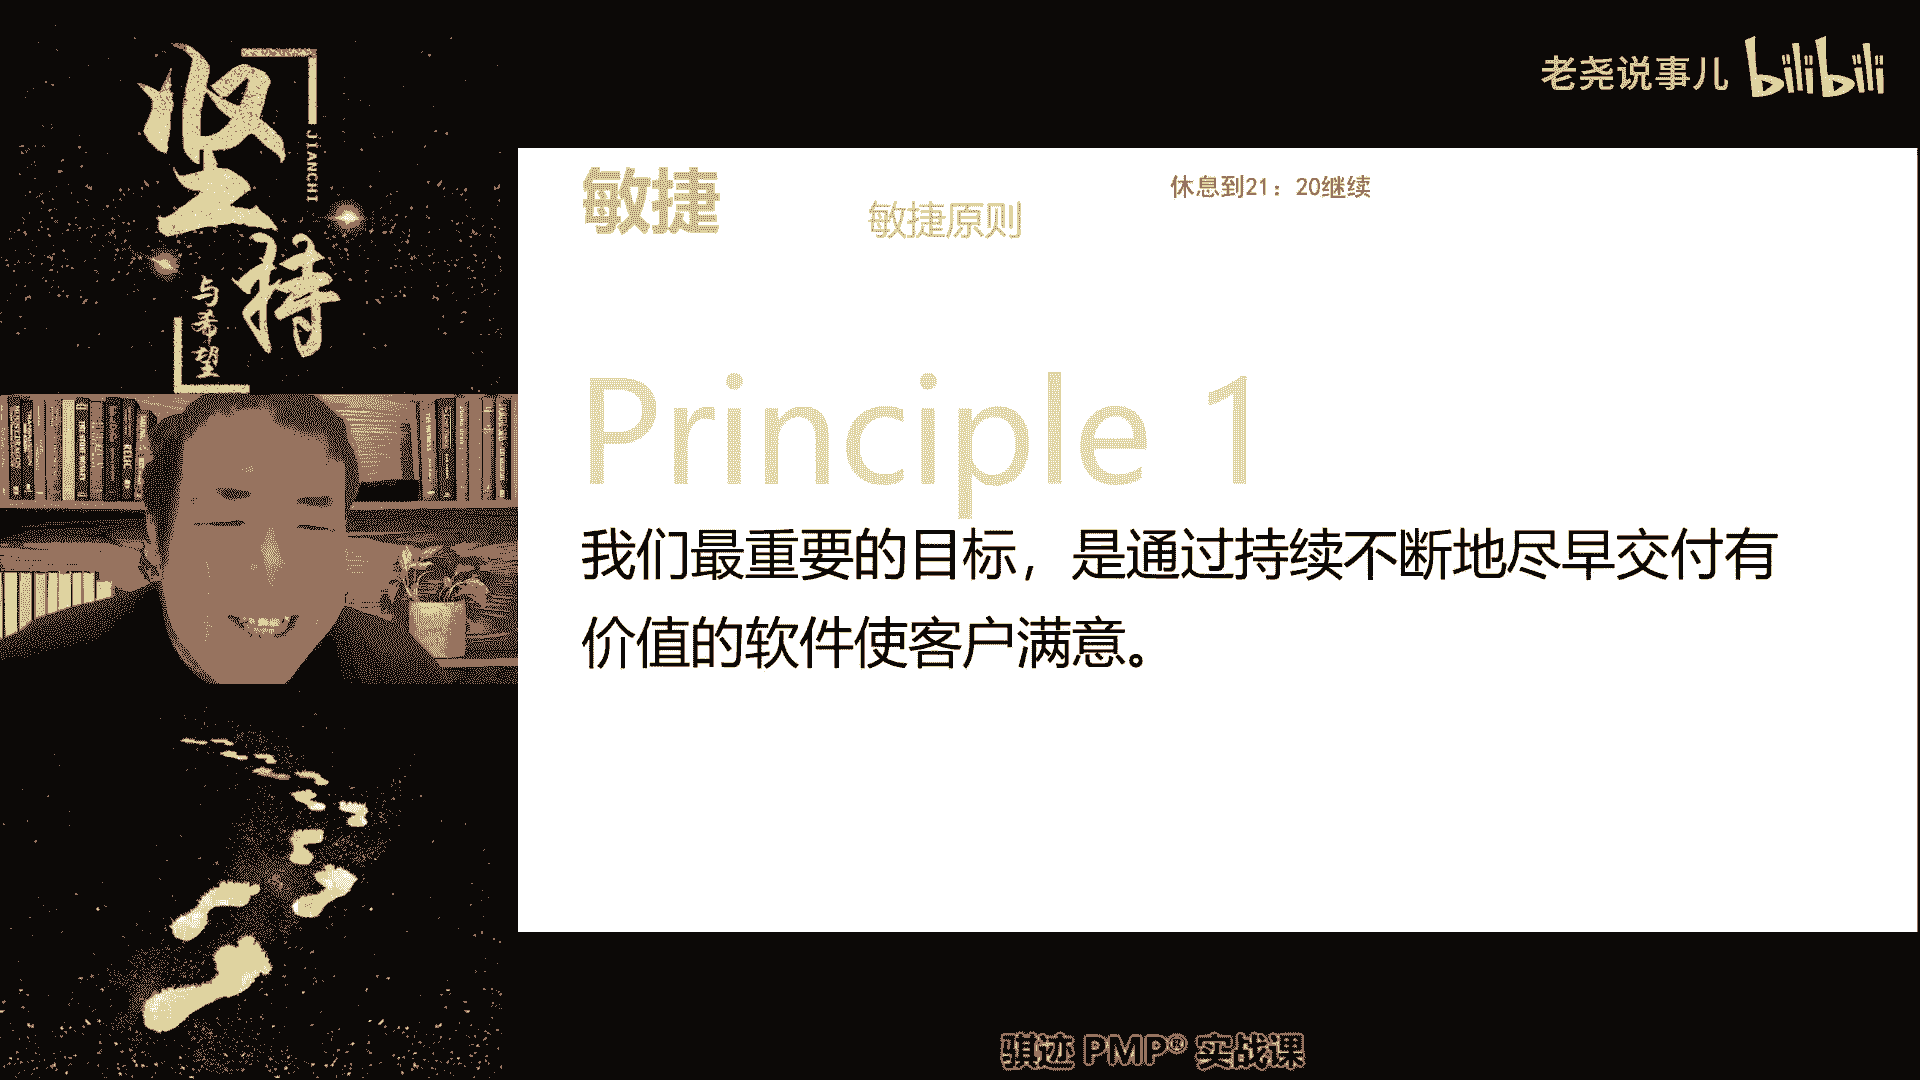 坚持
JIANCHI
与希望
老尧说事儿 bilibili
敏捷
敏捷原则
休息到21：20继续
Principle 1
我们最重要的目标，是通过持续不断地尽早交付有
价值的软件使客户满意。
骐迹 PMP® 实战课